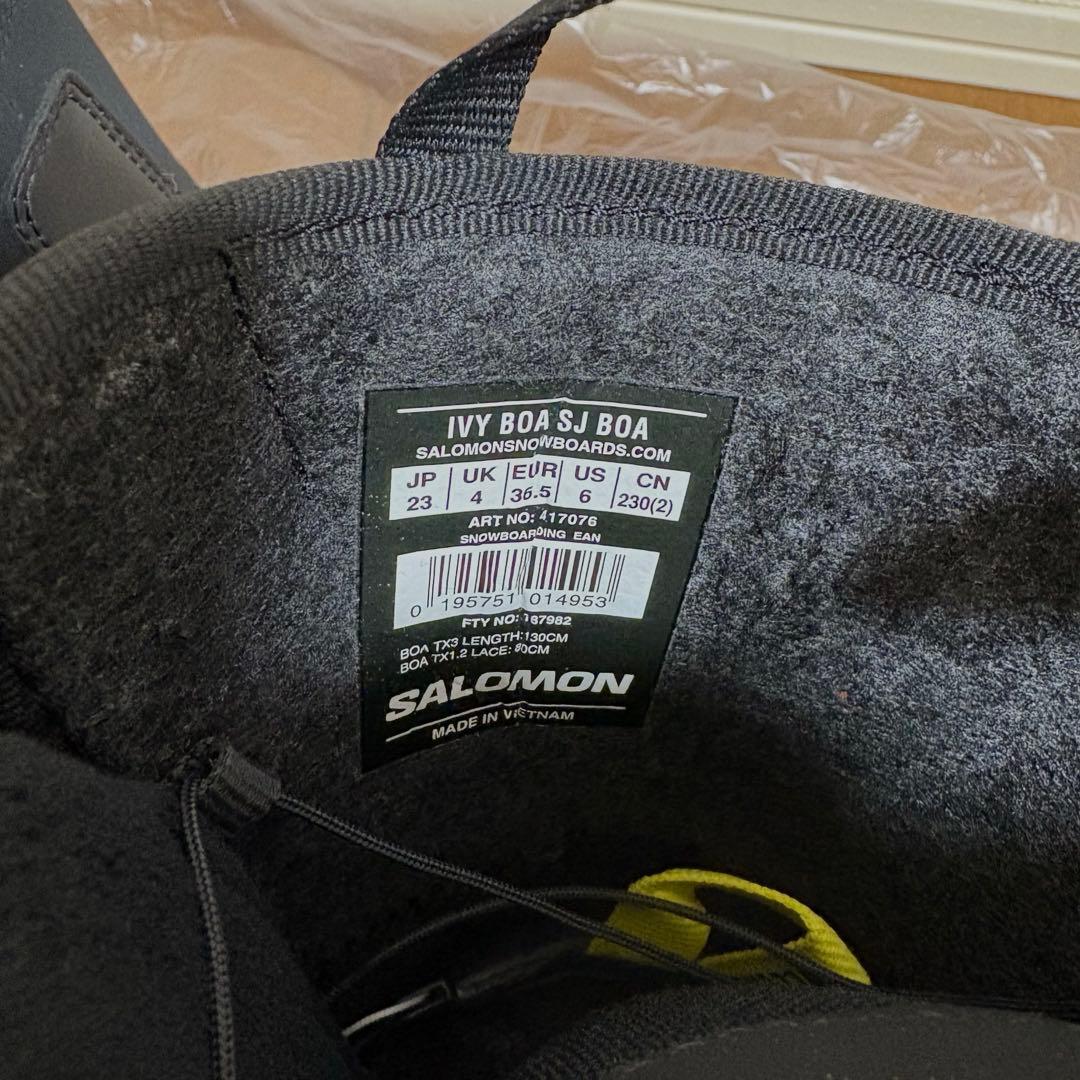 IVY BOA SJ BOA
SALOMONSNOWBOARDS.COM
JP UK EUR US CN
23 4 36.5 6 230(2)
ART NO: 417076
SNOWBOARDING EAN
0 195751 014953
FTY NO: 167982
BOA TX3 LENGTH:130CM
BOA TX1.2 LACE: 80CM
SALOMON
MADE IN VIETNAM